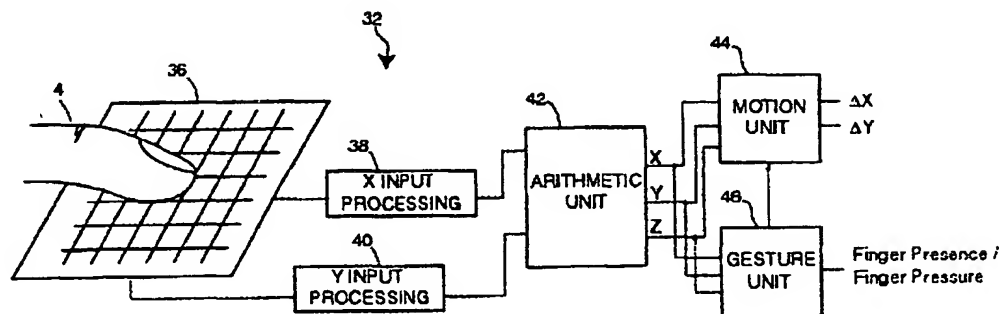 32
44
36
4
42
MOTION
UNIT
ΔX
ΔY
38
X INPUT
PROCESSING
X
ARITHMETIC
UNIT
Y
Z
46
40
Y INPUT
PROCESSING
GESTURE
UNIT
Finger Presence i
Finger Pressure